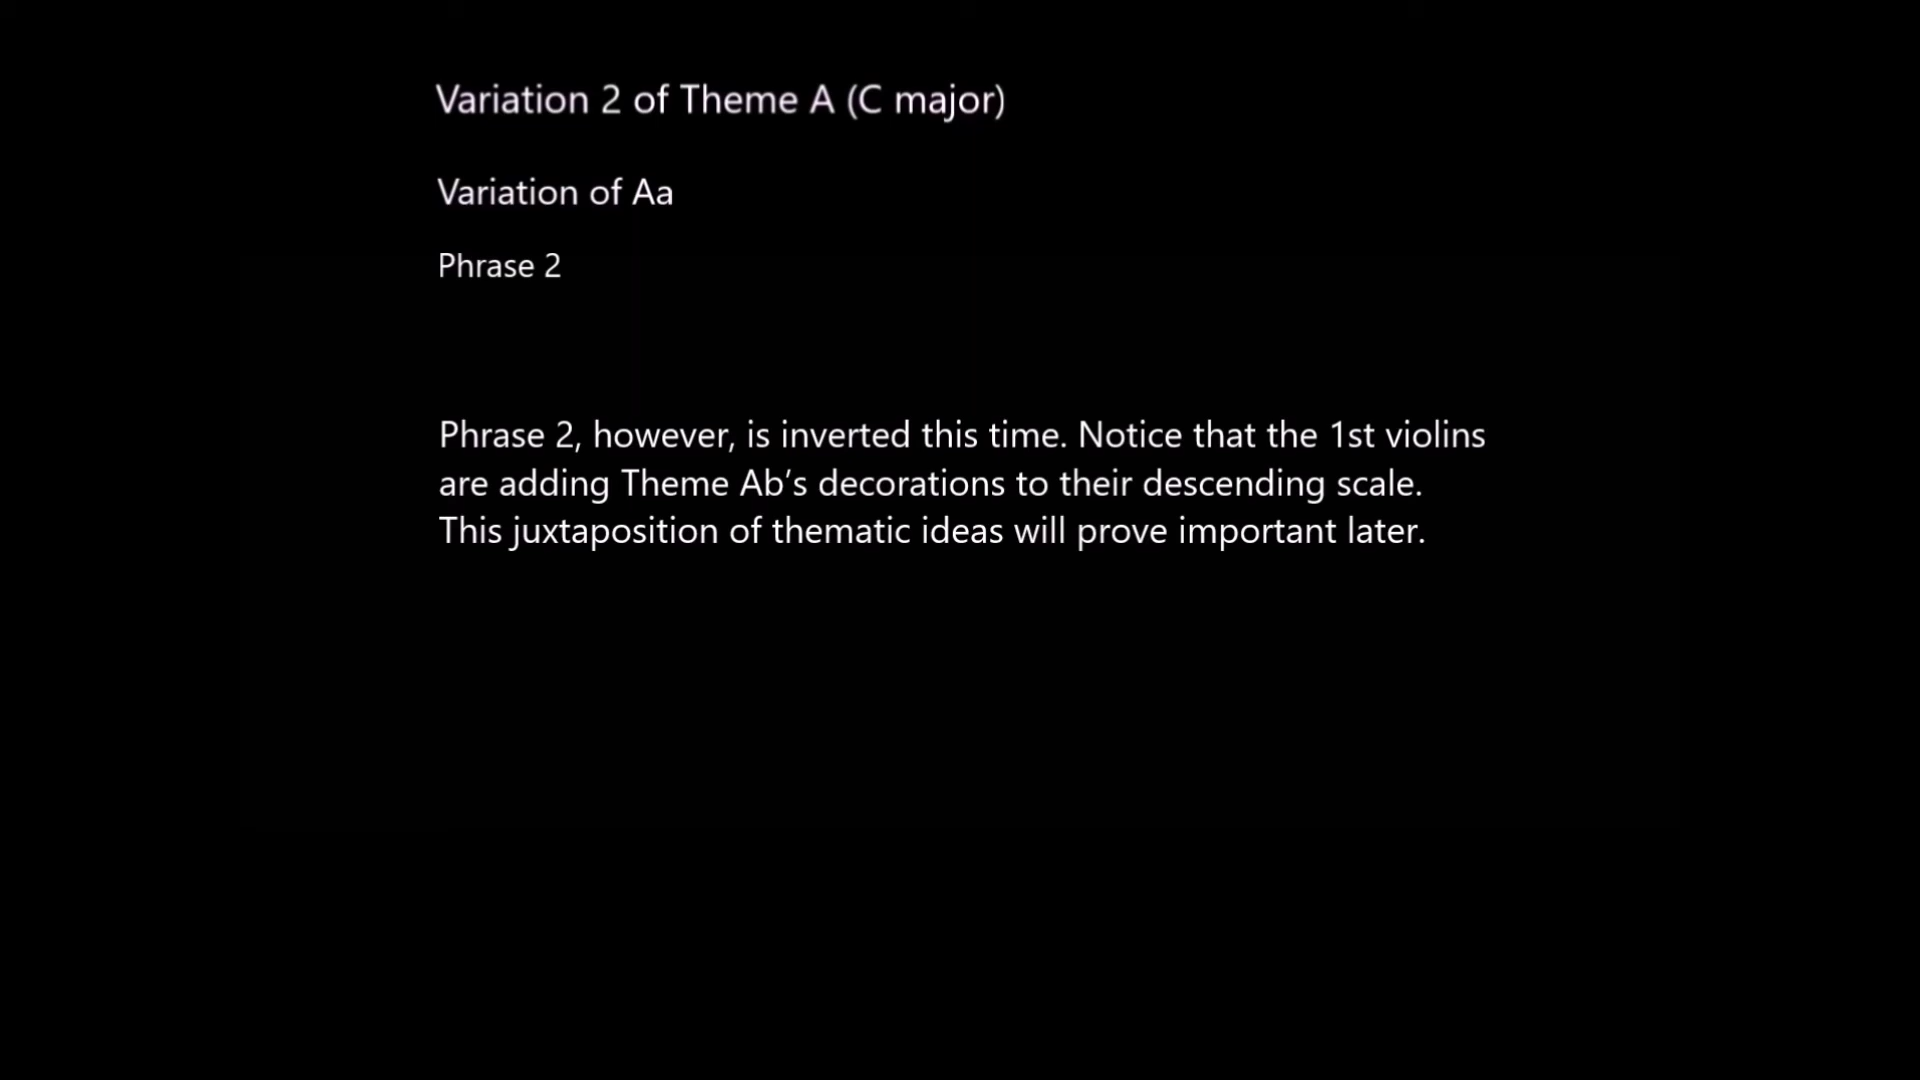 Variation 2 of Theme A (C major)
Variation of Aa
Phrase 2
Phrase 2, however, is inverted this time. Notice that the 1st violins
are adding Theme Ab’s decorations to their descending scale.
This juxtaposition of thematic ideas will prove important later.